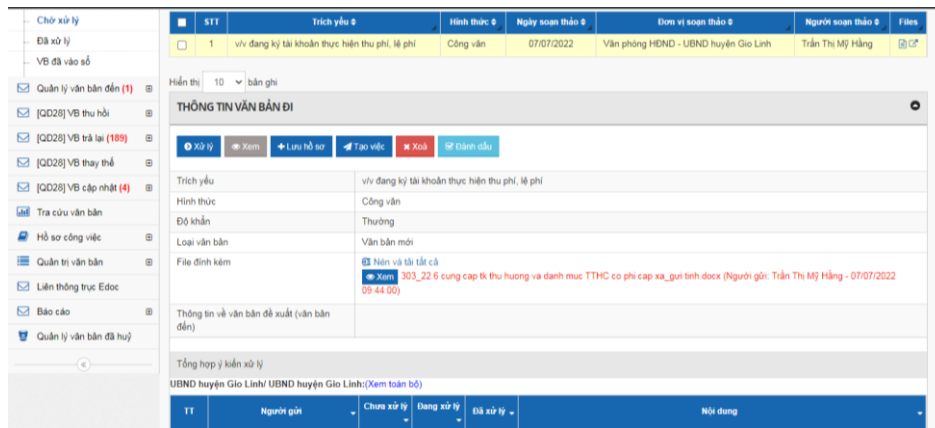 Chờ xử lý
Đã xử lý
VB đã vào sổ
Quản lý văn bản đến (1)
[QD28] VB thu hồi
[QD28] VB trả lại (189)
[QD28] VB thay thế
[QD28] VB cập nhật (4)
Tra cứu văn bản
Hồ sơ công việc
Quản trị văn bản
Liên thông trục Edoc
Báo cáo
Quản lý văn bản đã huỷ
STT Trích yếu Hình thức Ngày soạn thảo Đơn vị soạn thảo Người soạn thảo Files
1 v/v đang ký tài khoản thực hiện thu phí, lệ phí Công văn 07/07/2022 Văn phòng HĐND - UBND huyện Gio Linh Trần Thị Mỹ Hằng
Hiển thị 10 bản ghi
THÔNG TIN VĂN BẢN ĐI
Xử lý Xem Lưu hồ sơ Tạo việc Xoá Đánh dấu
Trích yếu v/v đang ký tài khoản thực hiện thu phí, lệ phí
Hình thức Công văn
Độ khẩn Thường
Loại văn bản Văn bản mới
File đính kèm Nén và tải tất cả
Xem 303_22.6 cung cap tk thu huong va danh muc TTHC co phi cap xa_gui tinh.docx (Người gửi: Trần Thị Mỹ Hằng - 07/07/2022
09:44:00)
Thông tin về văn bản đề xuất (văn bản
đến)
Tổng hợp ý kiến xử lý
UBND huyện Gio Linh/ UBND huyện Gio Linh:(Xem toàn bộ)
TT Người gửi Chưa xử lý Đang xử lý Đã xử lý Nội dung